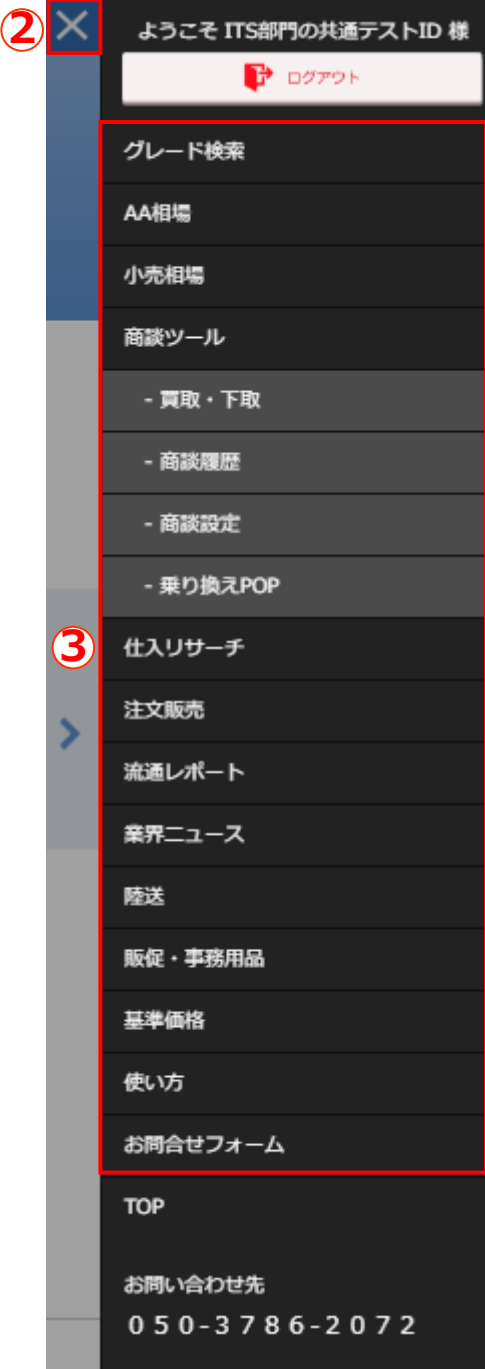 ②
ようこそ ITS部門の共通テストID 様
ログアウト
グレード検索
AA相場
小売相場
商談ツール
- 買取・下取
- 商談履歴
- 商談設定
- 乗り換えPOP
③
仕入リサーチ
注文販売
流通レポート
業界ニュース
陸送
販促・事務用品
基準価格
使い方
お問合せフォーム
TOP
お問い合わせ先
050-3786-2072